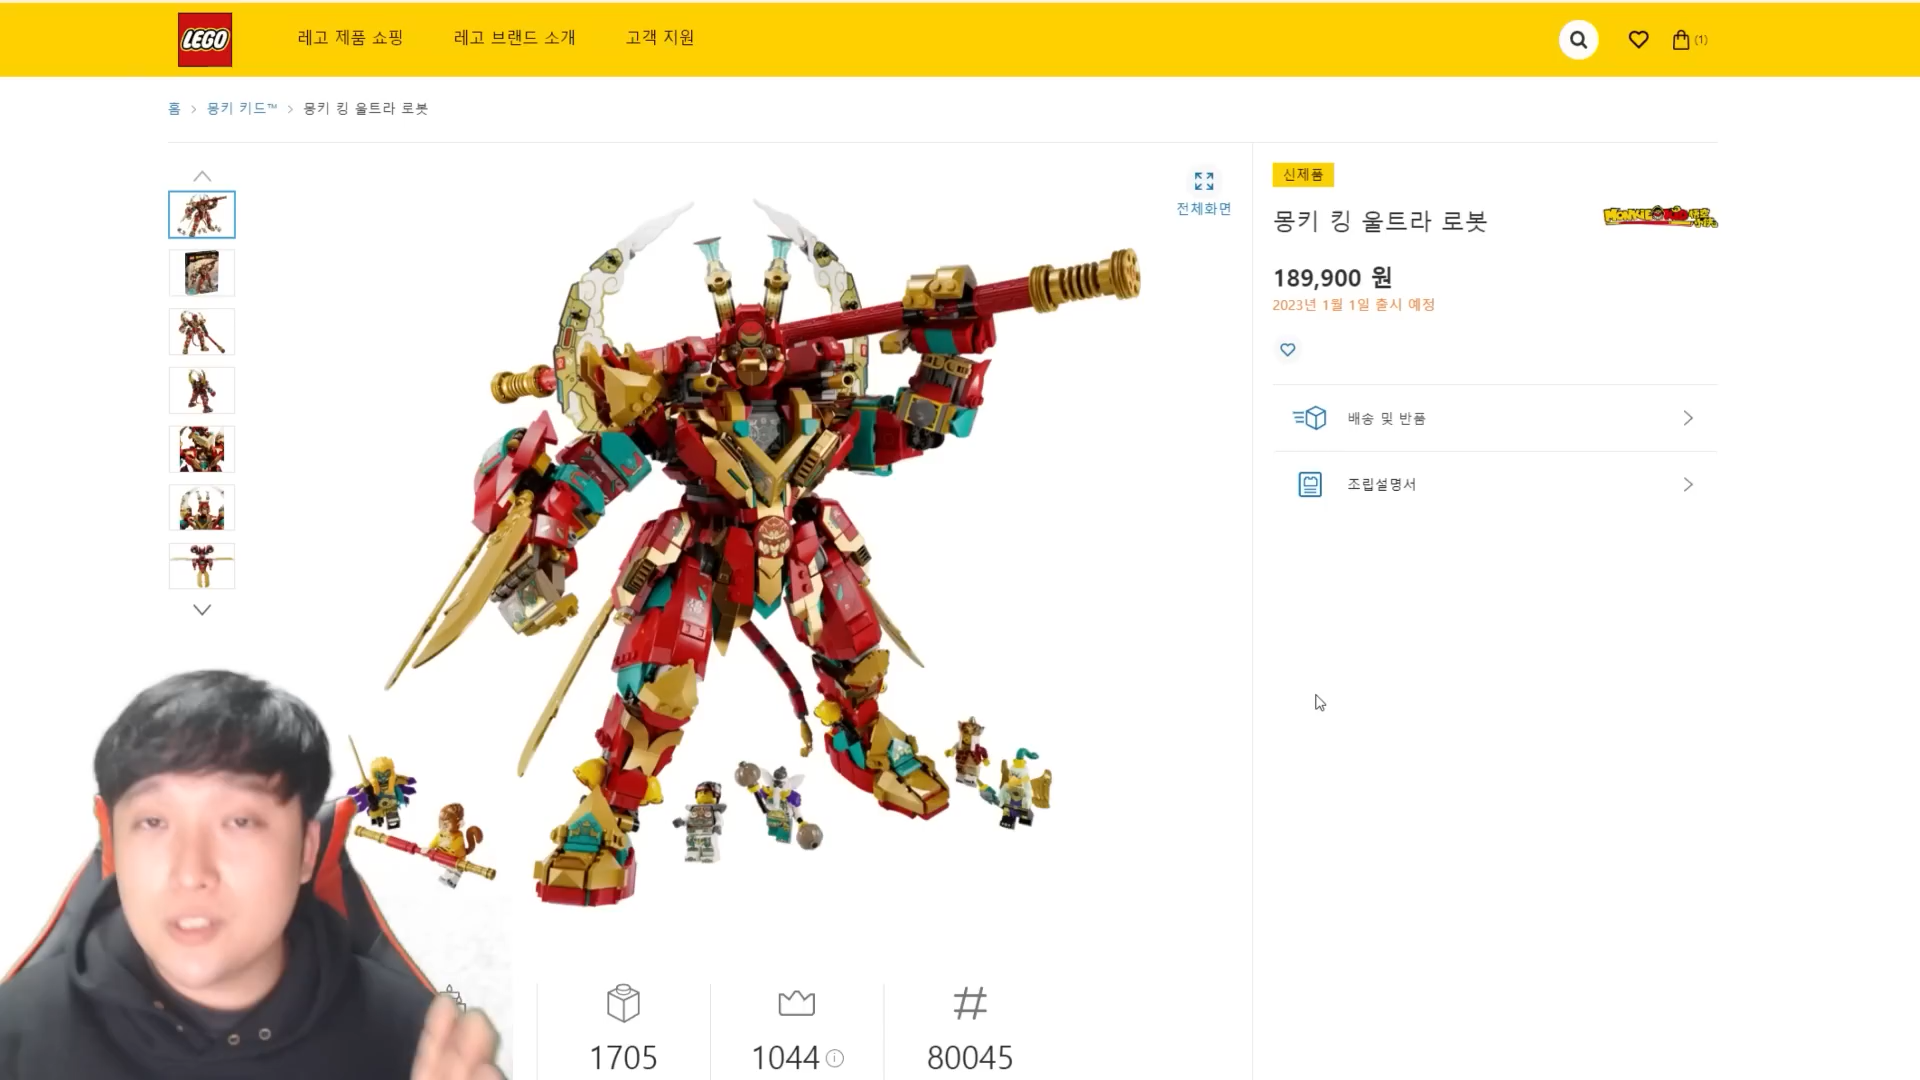 LEGO
레고 제품 쇼핑
레고 브랜드 소개
고객 지원
(1)
홈 > 몽키 키드™ > 몽키 킹 울트라 로봇
전체화면
신제품
몽키 킹 울트라 로봇
MONKIE KID
189,900 원
2023년 1월 1일 출시 예정
배송 및 반품
조립설명서
1705
1044
80045